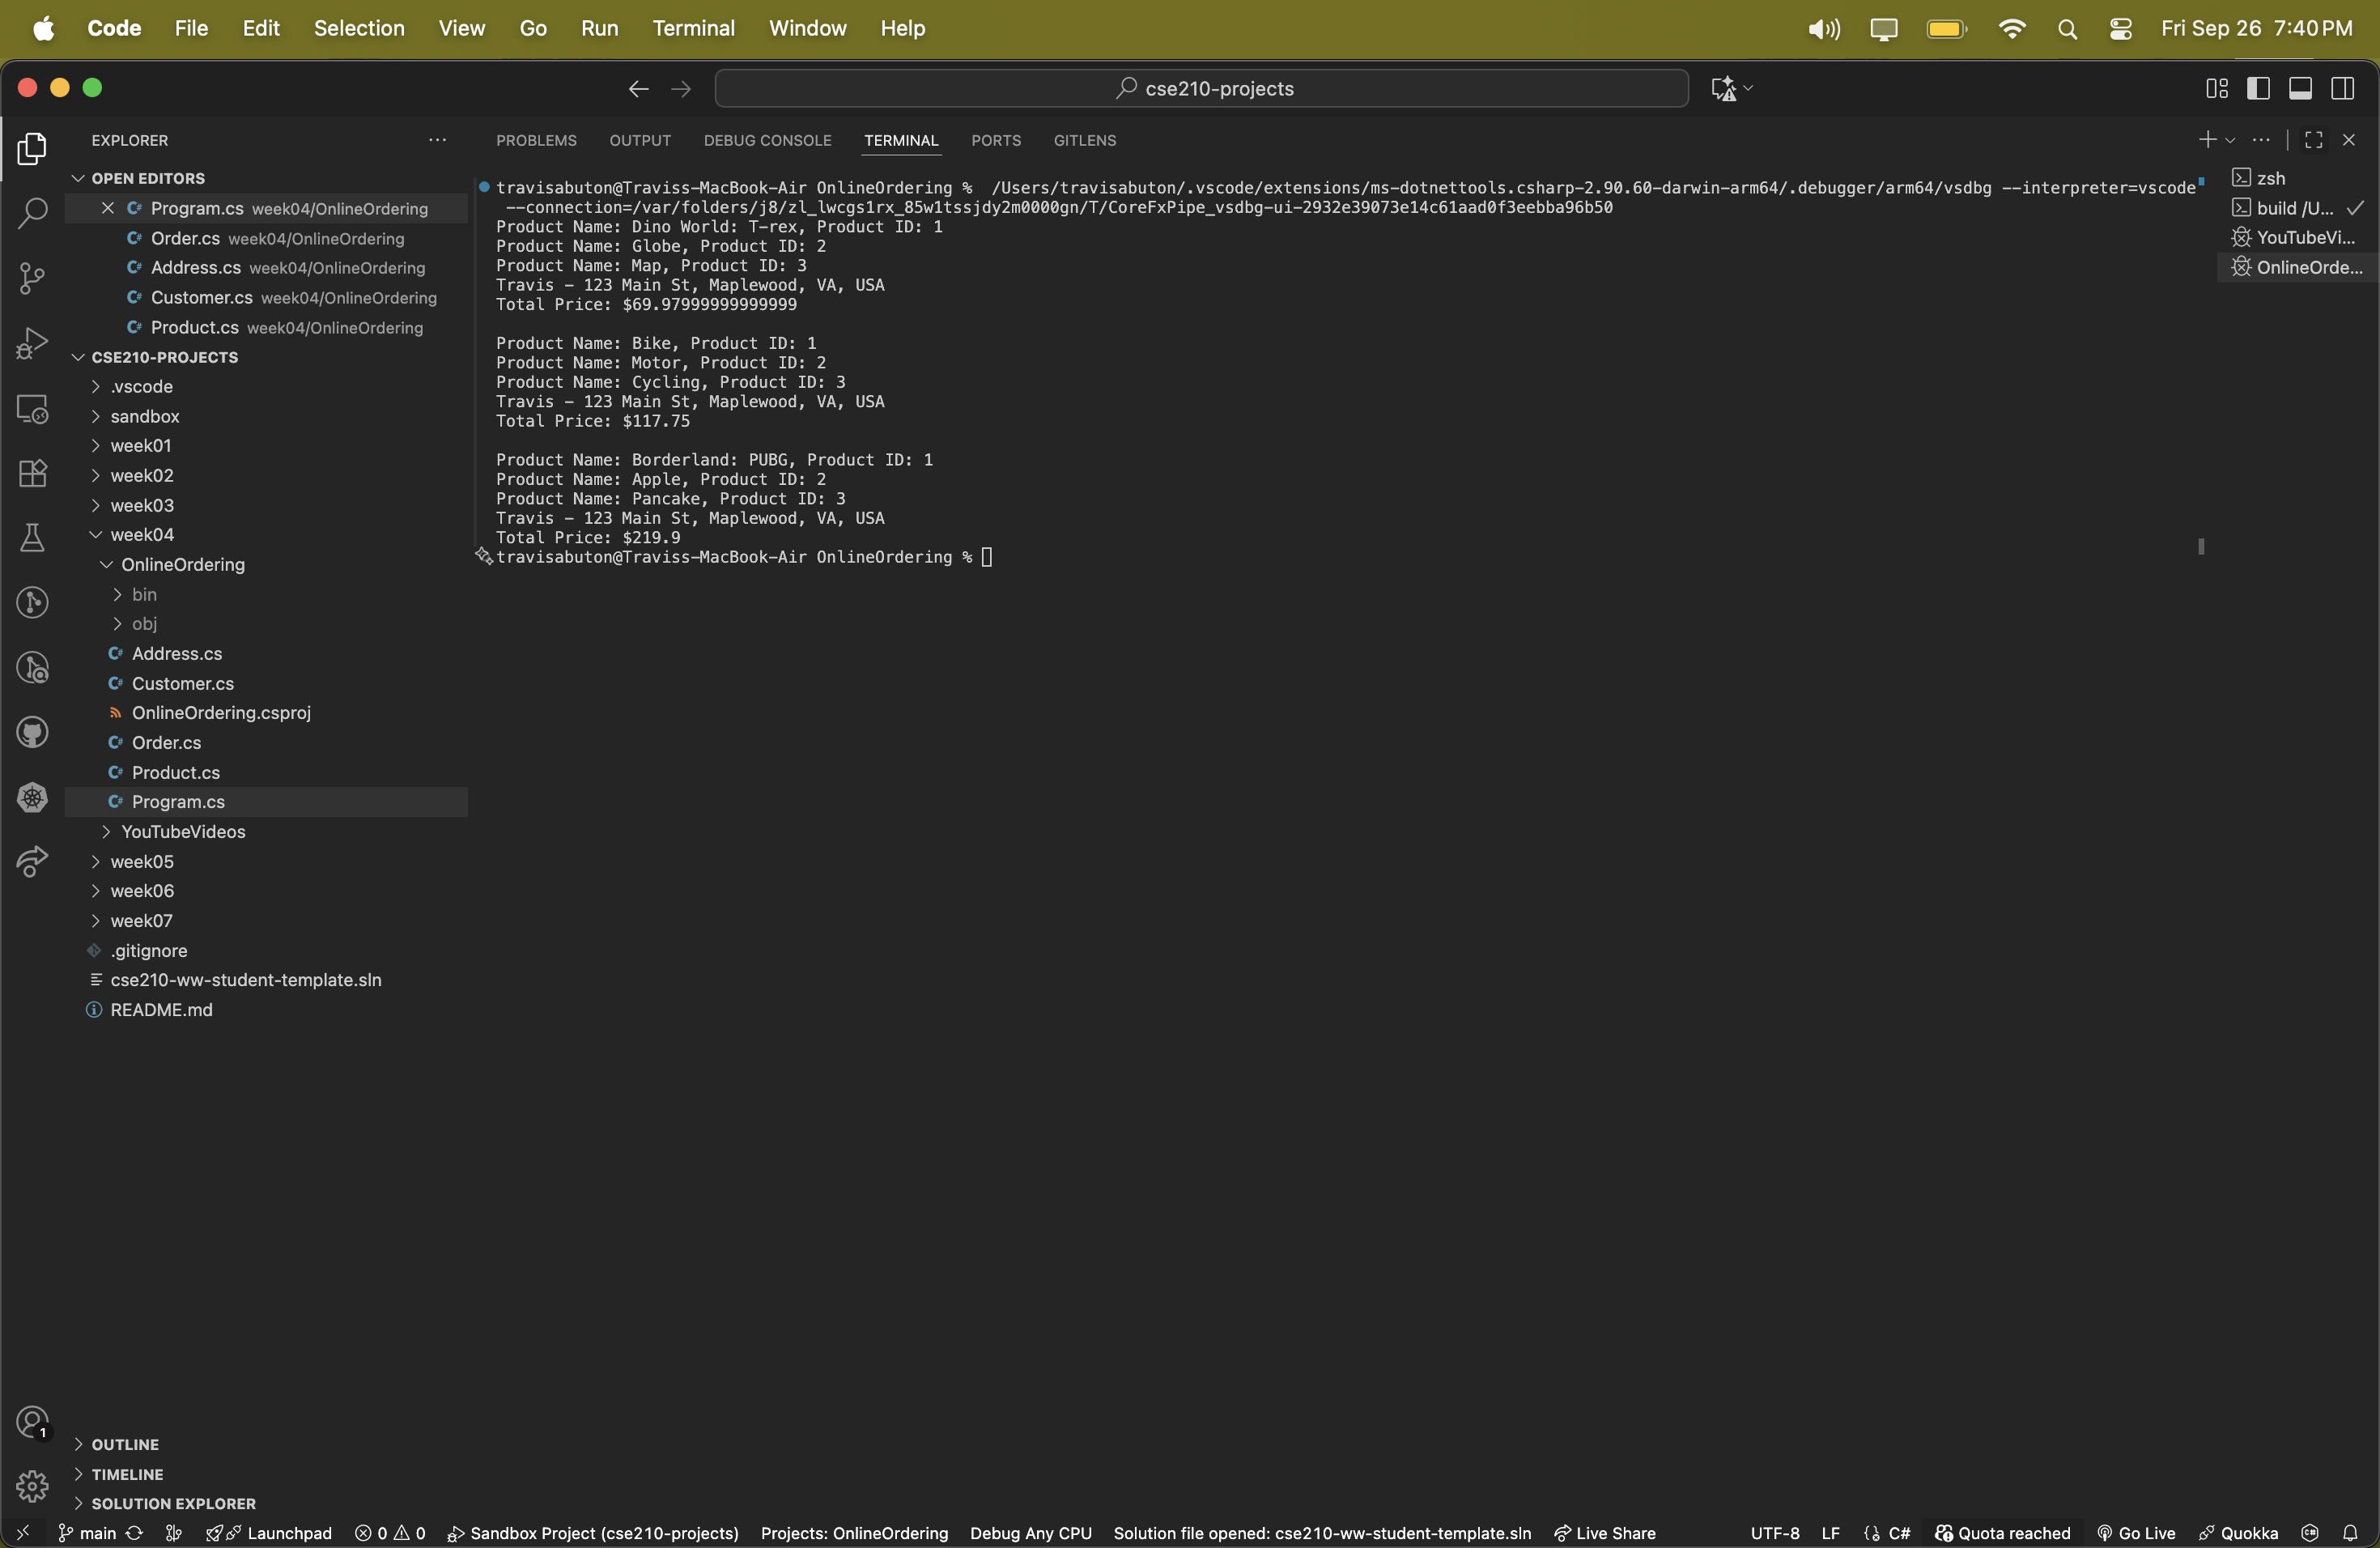 Code File Edit Selection View Go Run Terminal Window Help Fri Sep 26 7:40 PM
cse210-projects
EXPLORER
OPEN EDITORS
Program.cs week04/OnlineOrdering
Order.cs week04/OnlineOrdering
Address.cs week04/OnlineOrdering
Customer.cs week04/OnlineOrdering
Product.cs week04/OnlineOrdering
CSE210-PROJECTS
.vscode
sandbox
week01
week02
week03
week04
OnlineOrdering
bin
obj
Address.cs
Customer.cs
OnlineOrdering.csproj
Order.cs
Product.cs
Program.cs
YouTubeVideos
week05
week06
week07
.gitignore
cse210-ww-student-template.sln
README.md
1
OUTLINE
TIMELINE
SOLUTION EXPLORER
PROBLEMS OUTPUT DEBUG CONSOLE TERMINAL PORTS GITLENS
travisabuton@Traviss-MacBook-Air OnlineOrdering % /Users/travisabuton/.vscode/extensions/ms-dotnettools.csharp-2.90.60-darwin-arm64/.debugger/arm64/vsdbg --interpreter=vscode
--connection=/var/folders/j8/zl_lwcgs1rx_85w1tssjdy2m0000gn/T/CoreFxPipe_vsdbg-ui-2932e39073e14c61aad0f3eebba96b50
Product Name: Dino World: T-rex, Product ID: 1
Product Name: Globe, Product ID: 2
Product Name: Map, Product ID: 3
Travis - 123 Main St, Maplewood, VA, USA
Total Price: $69.97999999999999
Product Name: Bike, Product ID: 1
Product Name: Motor, Product ID: 2
Product Name: Cycling, Product ID: 3
Travis - 123 Main St, Maplewood, VA, USA
Total Price: $117.75
Product Name: Borderland: PUBG, Product ID: 1
Product Name: Apple, Product ID: 2
Product Name: Pancake, Product ID: 3
Travis - 123 Main St, Maplewood, VA, USA
Total Price: $219.9
travisabuton@Traviss-MacBook-Air OnlineOrdering %
zsh
build /U...
YouTubeVi...
OnlineOrde...
main Launchpad 0 0 Sandbox Project (cse210-projects) Projects: OnlineOrdering Debug Any CPU Solution file opened: cse210-ww-student-template.sln Live Share UTF-8 LF C# Quota reached Go Live Quokka